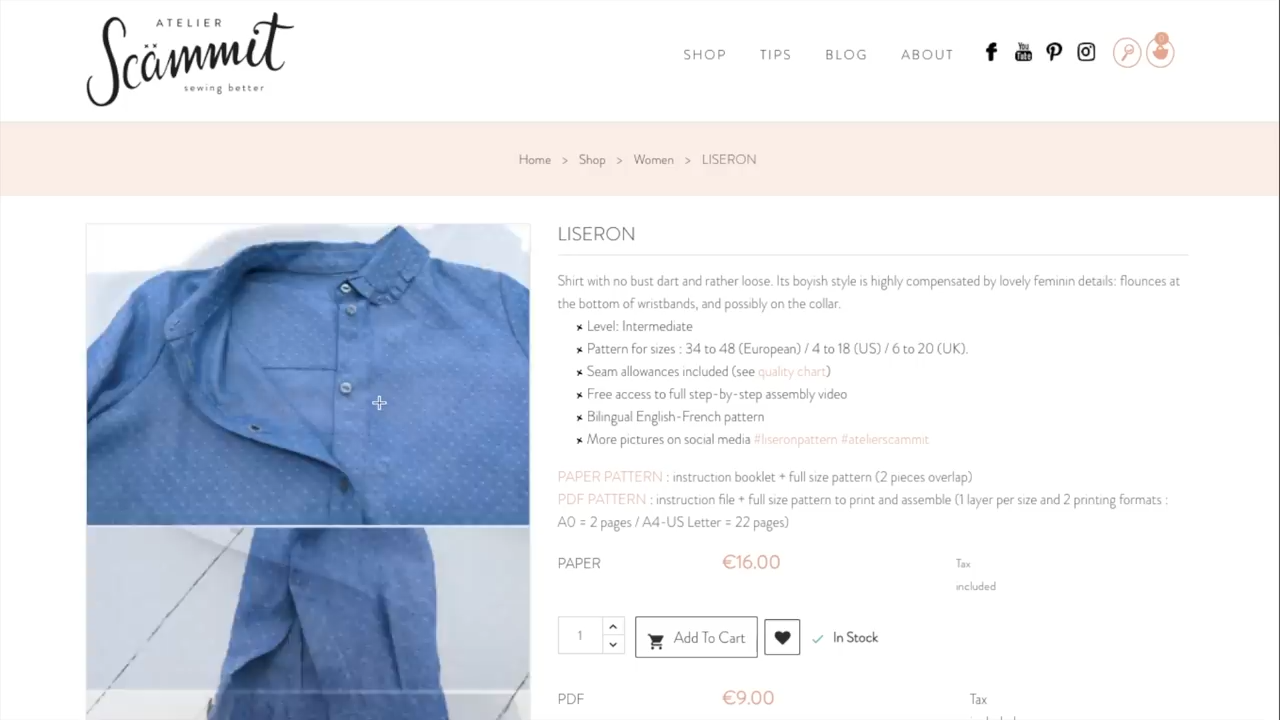 ATELIER
Scämmit
sewing better
SHOP TIPS BLOG ABOUT
You
Tube
0
Home > Shop > Women > LISERON
LISERON
Shirt with no bust dart and rather loose. Its boyish style is highly compensated by lovely feminin details: flounces at
the bottom of wristbands, and possibly on the collar.
Level: Intermediate
Pattern for sizes : 34 to 48 (European) / 4 to 18 (US) / 6 to 20 (UK).
Seam allowances included (see quality chart)
Free access to full step-by-step assembly video
Bilingual English-French pattern
More pictures on social media #liseronpattern #atelierscammit
PAPER PATTERN : instruction booklet + full size pattern (2 pieces overlap)
PDF PATTERN : instruction file + full size pattern to print and assemble (1 layer per size and 2 printing formats :
A0 = 2 pages / A4-US Letter = 22 pages)
PAPER €16.00 Tax
included
1 Add To Cart In Stock
PDF €9.00 Tax